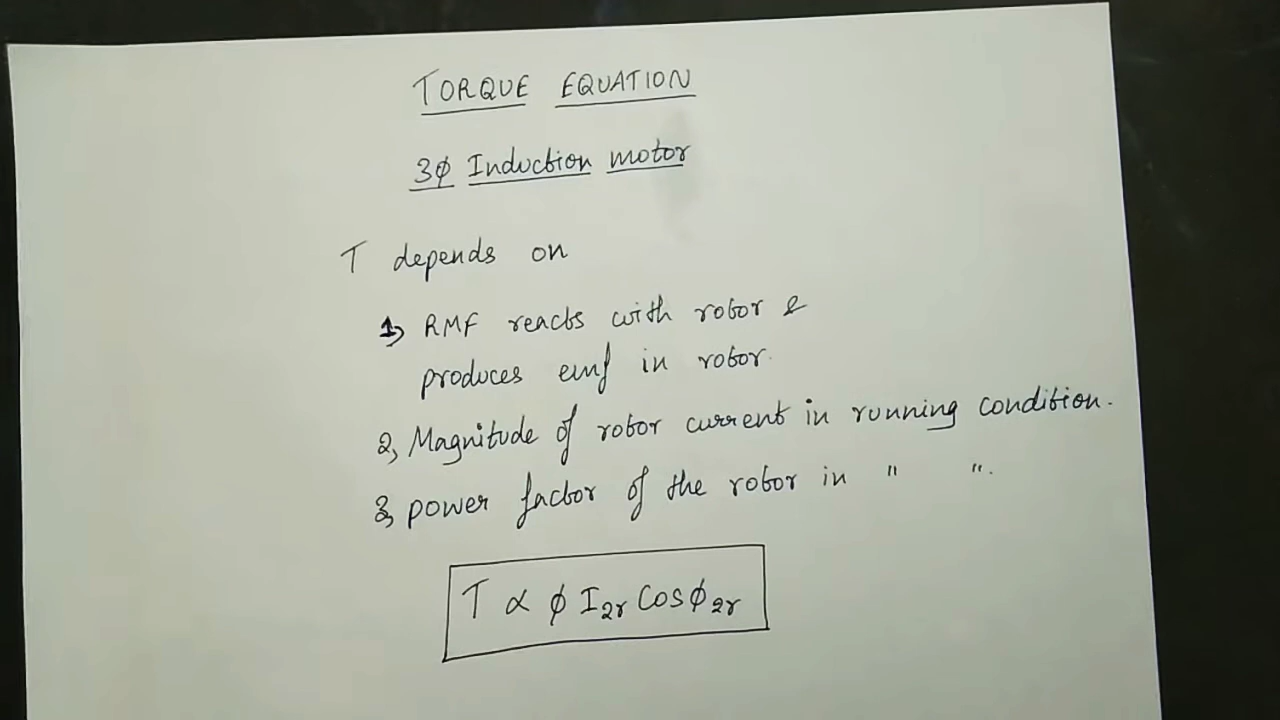 TORQUE EQUATION
3φ Induction motor
T depends on
1) RMF reacts with rotor &
produces emf in rotor.
2, Magnitude of rotor current in running condition.
3, power factor of the rotor in " ".
T ∝ φ I₂ᵣ Cosφ₂ᵣ